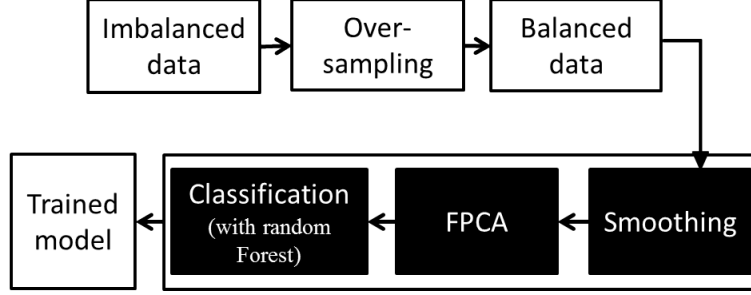 Imbalanced
data
Over-
sampling
Balanced
data
Smoothing
FPCA
Classification
(with random
Forest)
Trained
model